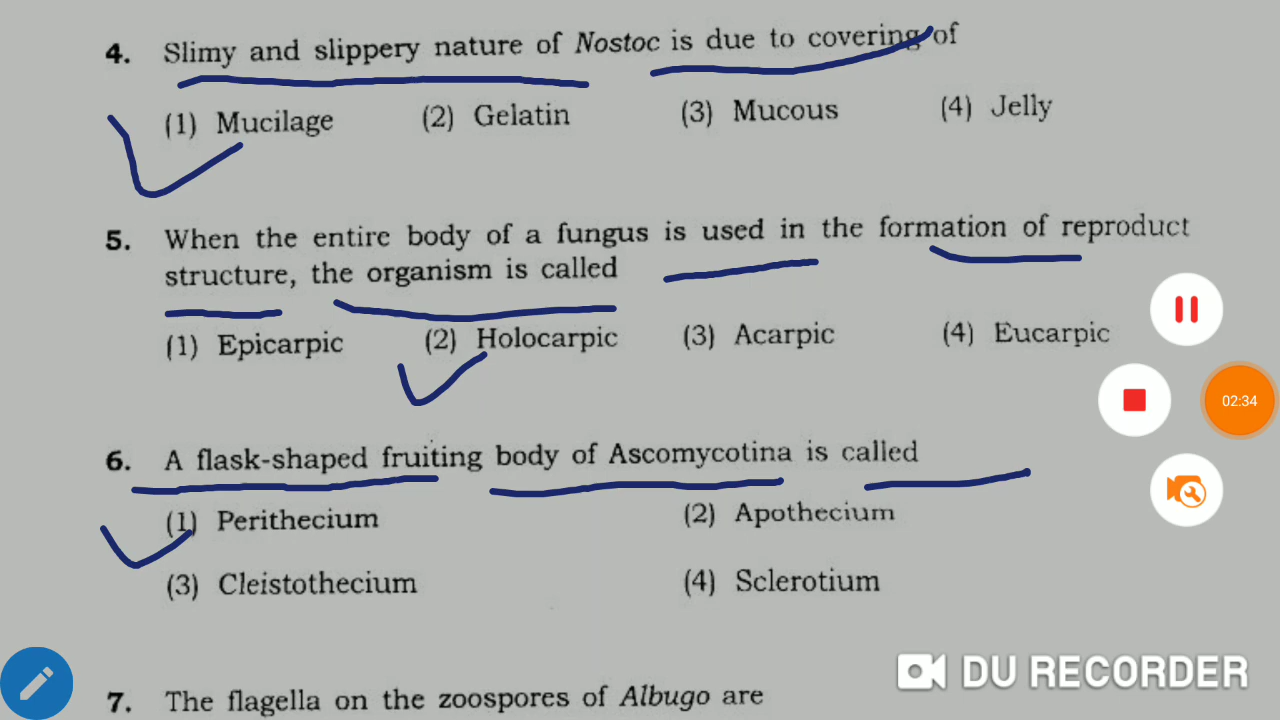 4. Slimy and slippery nature of Nostoc is due to covering of
(1) Mucilage (2) Gelatin (3) Mucous (4) Jelly
5. When the entire body of a fungus is used in the formation of reproduct
structure, the organism is called
(1) Epicarpic (2) Holocarpic (3) Acarpic (4) Eucarpic
02:34
6. A flask-shaped fruiting body of Ascomycotina is called
(1) Perithecium (2) Apothecium
(3) Cleistothecium (4) Sclerotium
DU RECORDER
7. The flagella on the zoospores of Albugo are